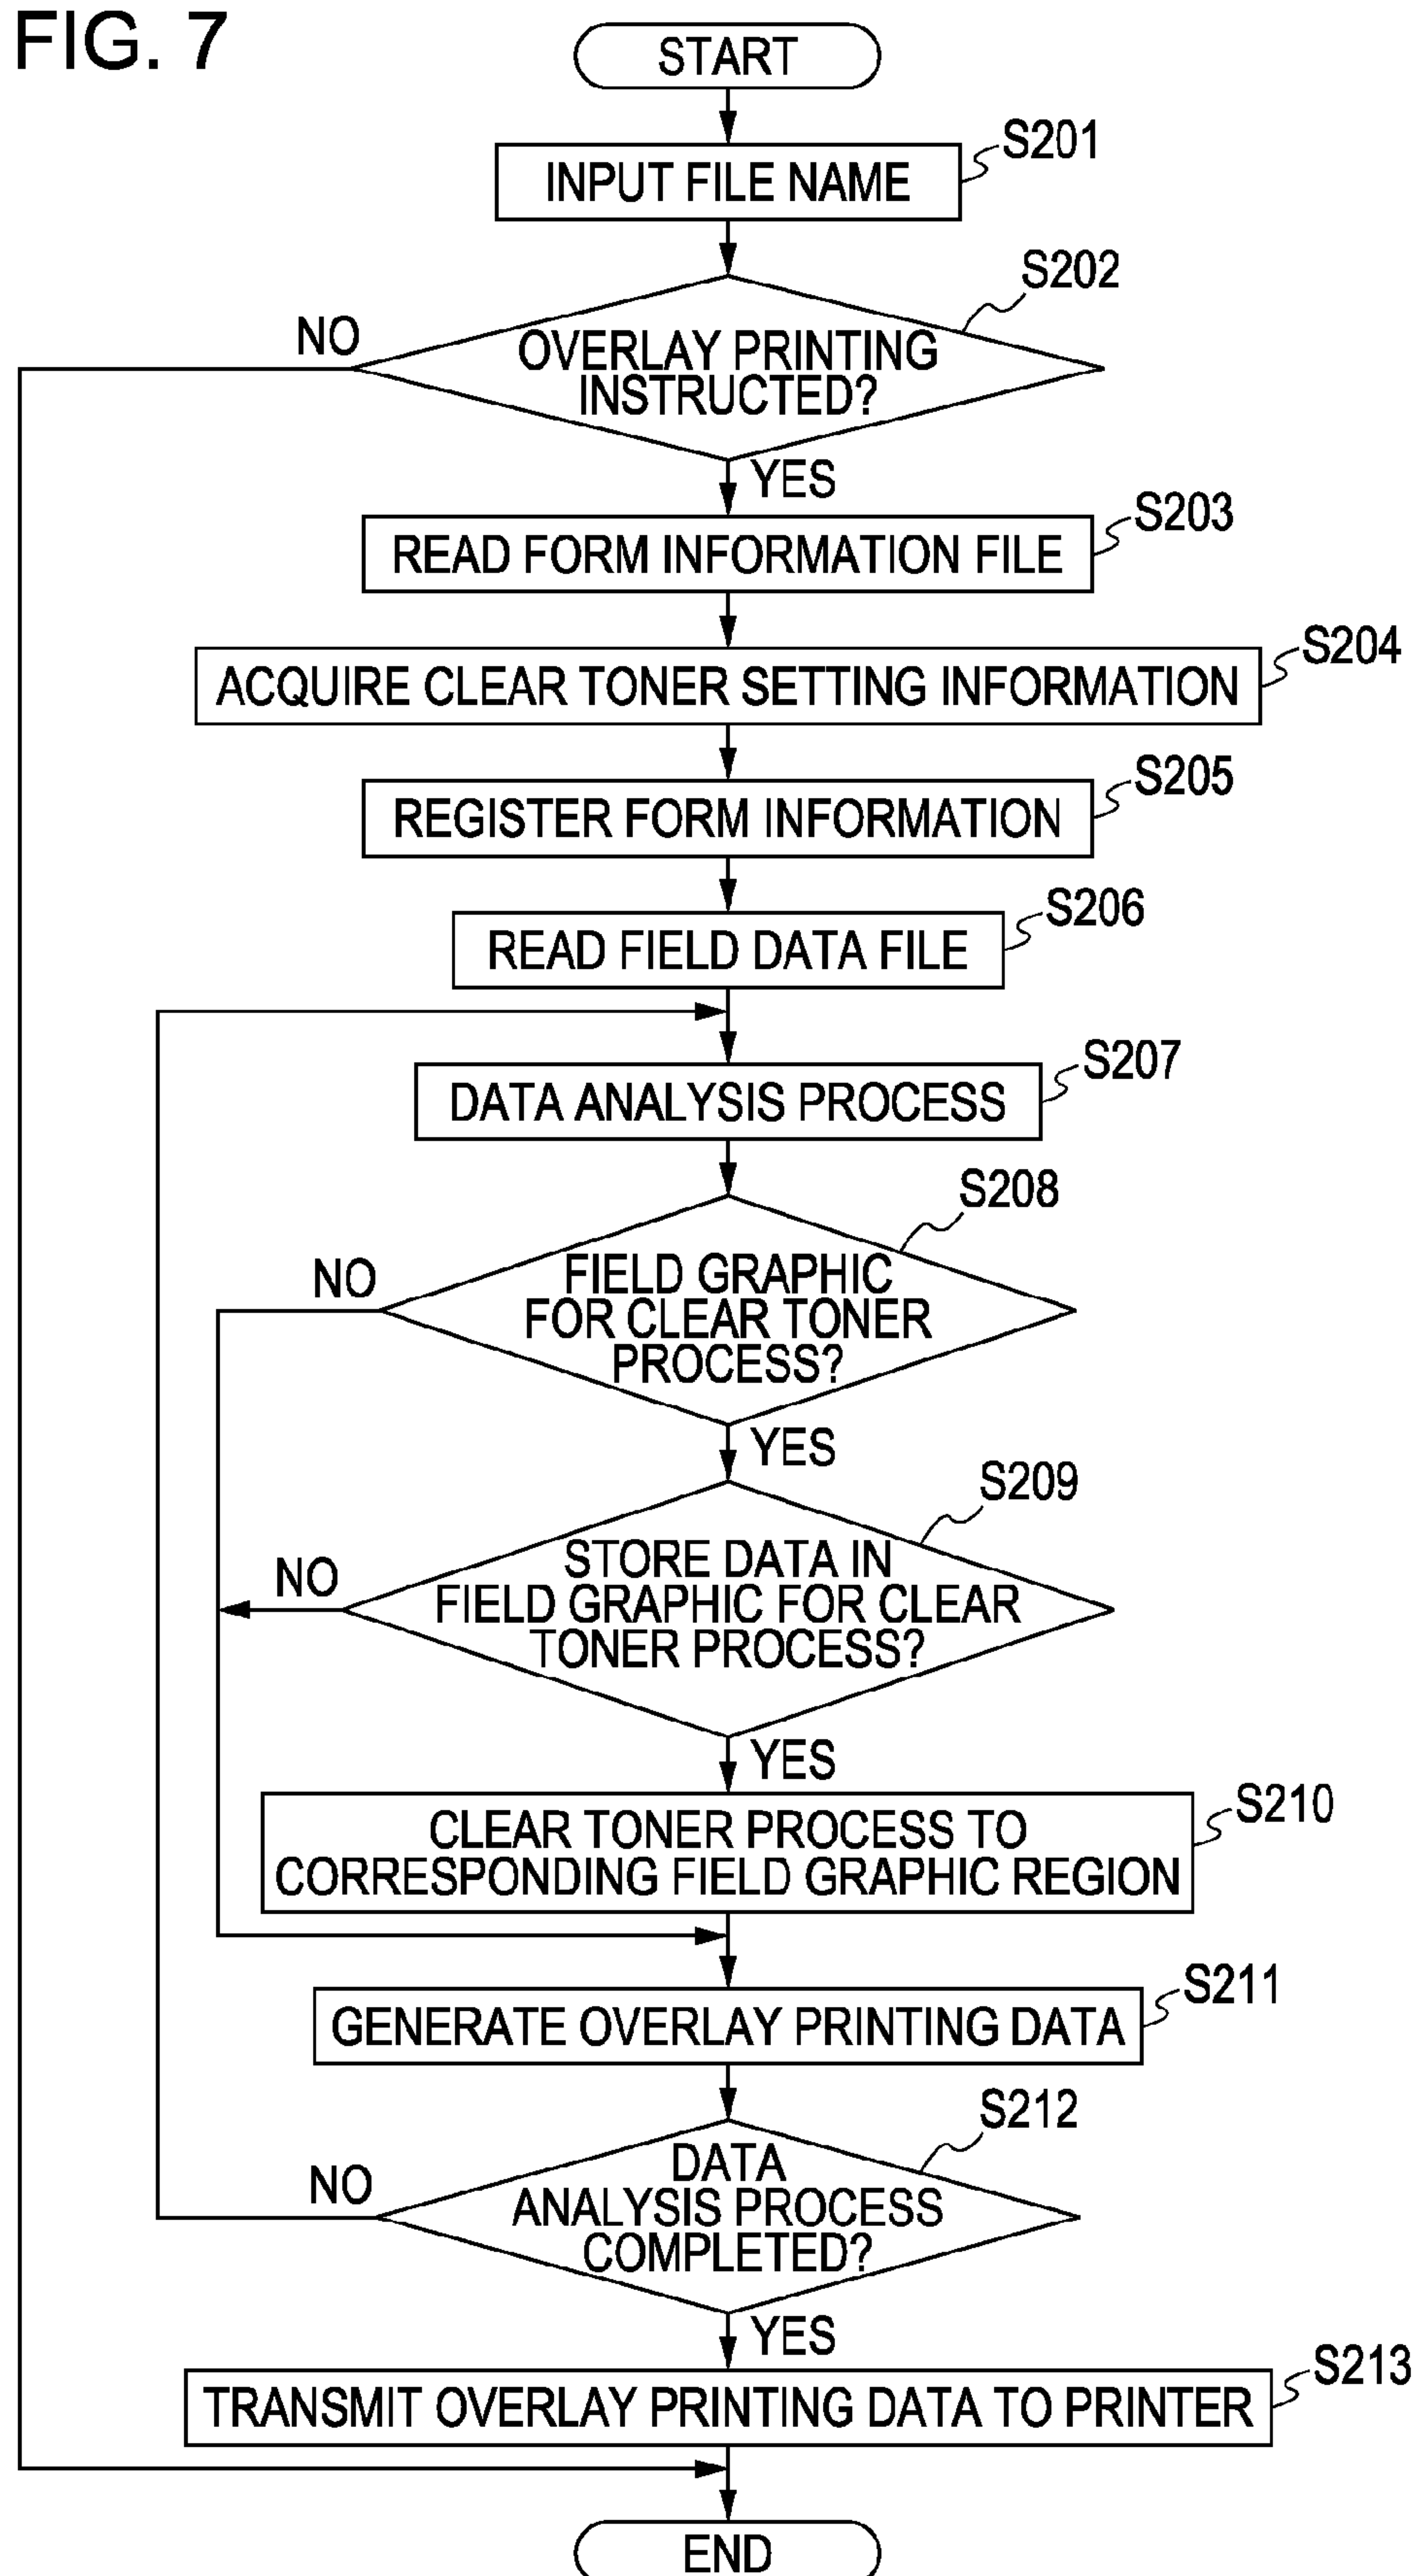 FIG. 7
START
INPUT FILE NAME
S201
OVERLAY PRINTING
INSTRUCTED?
S202
NO
YES
READ FORM INFORMATION FILE
S203
ACQUIRE CLEAR TONER SETTING INFORMATION
S204
REGISTER FORM INFORMATION
S205
READ FIELD DATA FILE
S206
DATA ANALYSIS PROCESS
S207
FIELD GRAPHIC
FOR CLEAR TONER
PROCESS?
S208
NO
YES
STORE DATA IN
FIELD GRAPHIC FOR CLEAR
TONER PROCESS?
S209
NO
YES
CLEAR TONER PROCESS TO
CORRESPONDING FIELD GRAPHIC REGION
S210
GENERATE OVERLAY PRINTING DATA
S211
DATA
ANALYSIS PROCESS
COMPLETED?
S212
NO
YES
TRANSMIT OVERLAY PRINTING DATA TO PRINTER
S213
END